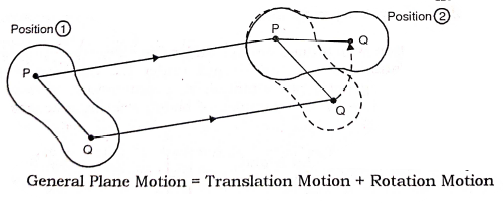 Position ①
Position ②
P
Q
P
Q
Q
General Plane Motion = Translation Motion + Rotation Motion